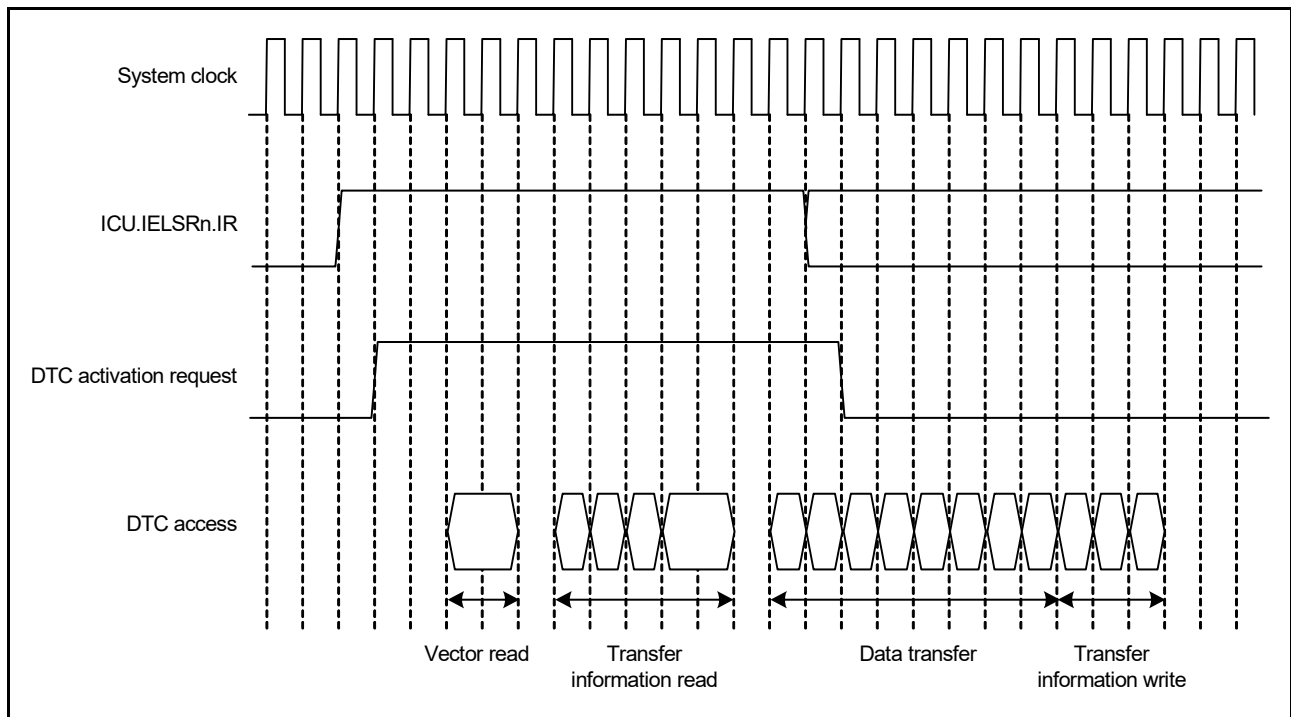 System clock
ICU.IELSRn.IR
DTC activation request
DTC access
Vector read
Transfer
information read
Data transfer
Transfer
information write